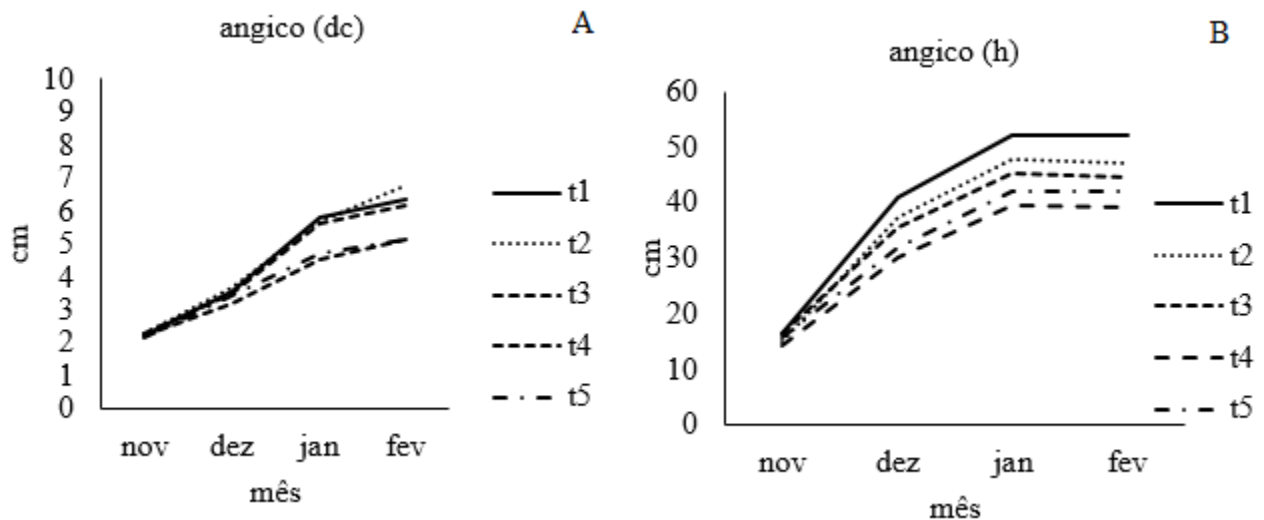 angico (dc)
A
10
9
8
7
6
5
4
3
2
1
0
cm
nov dez jan fev
mês
t1
t2
t3
t4
t5
angico (h)
B
60
50
40
30
20
10
0
cm
nov dez jan fev
mês
t1
t2
t3
t4
t5